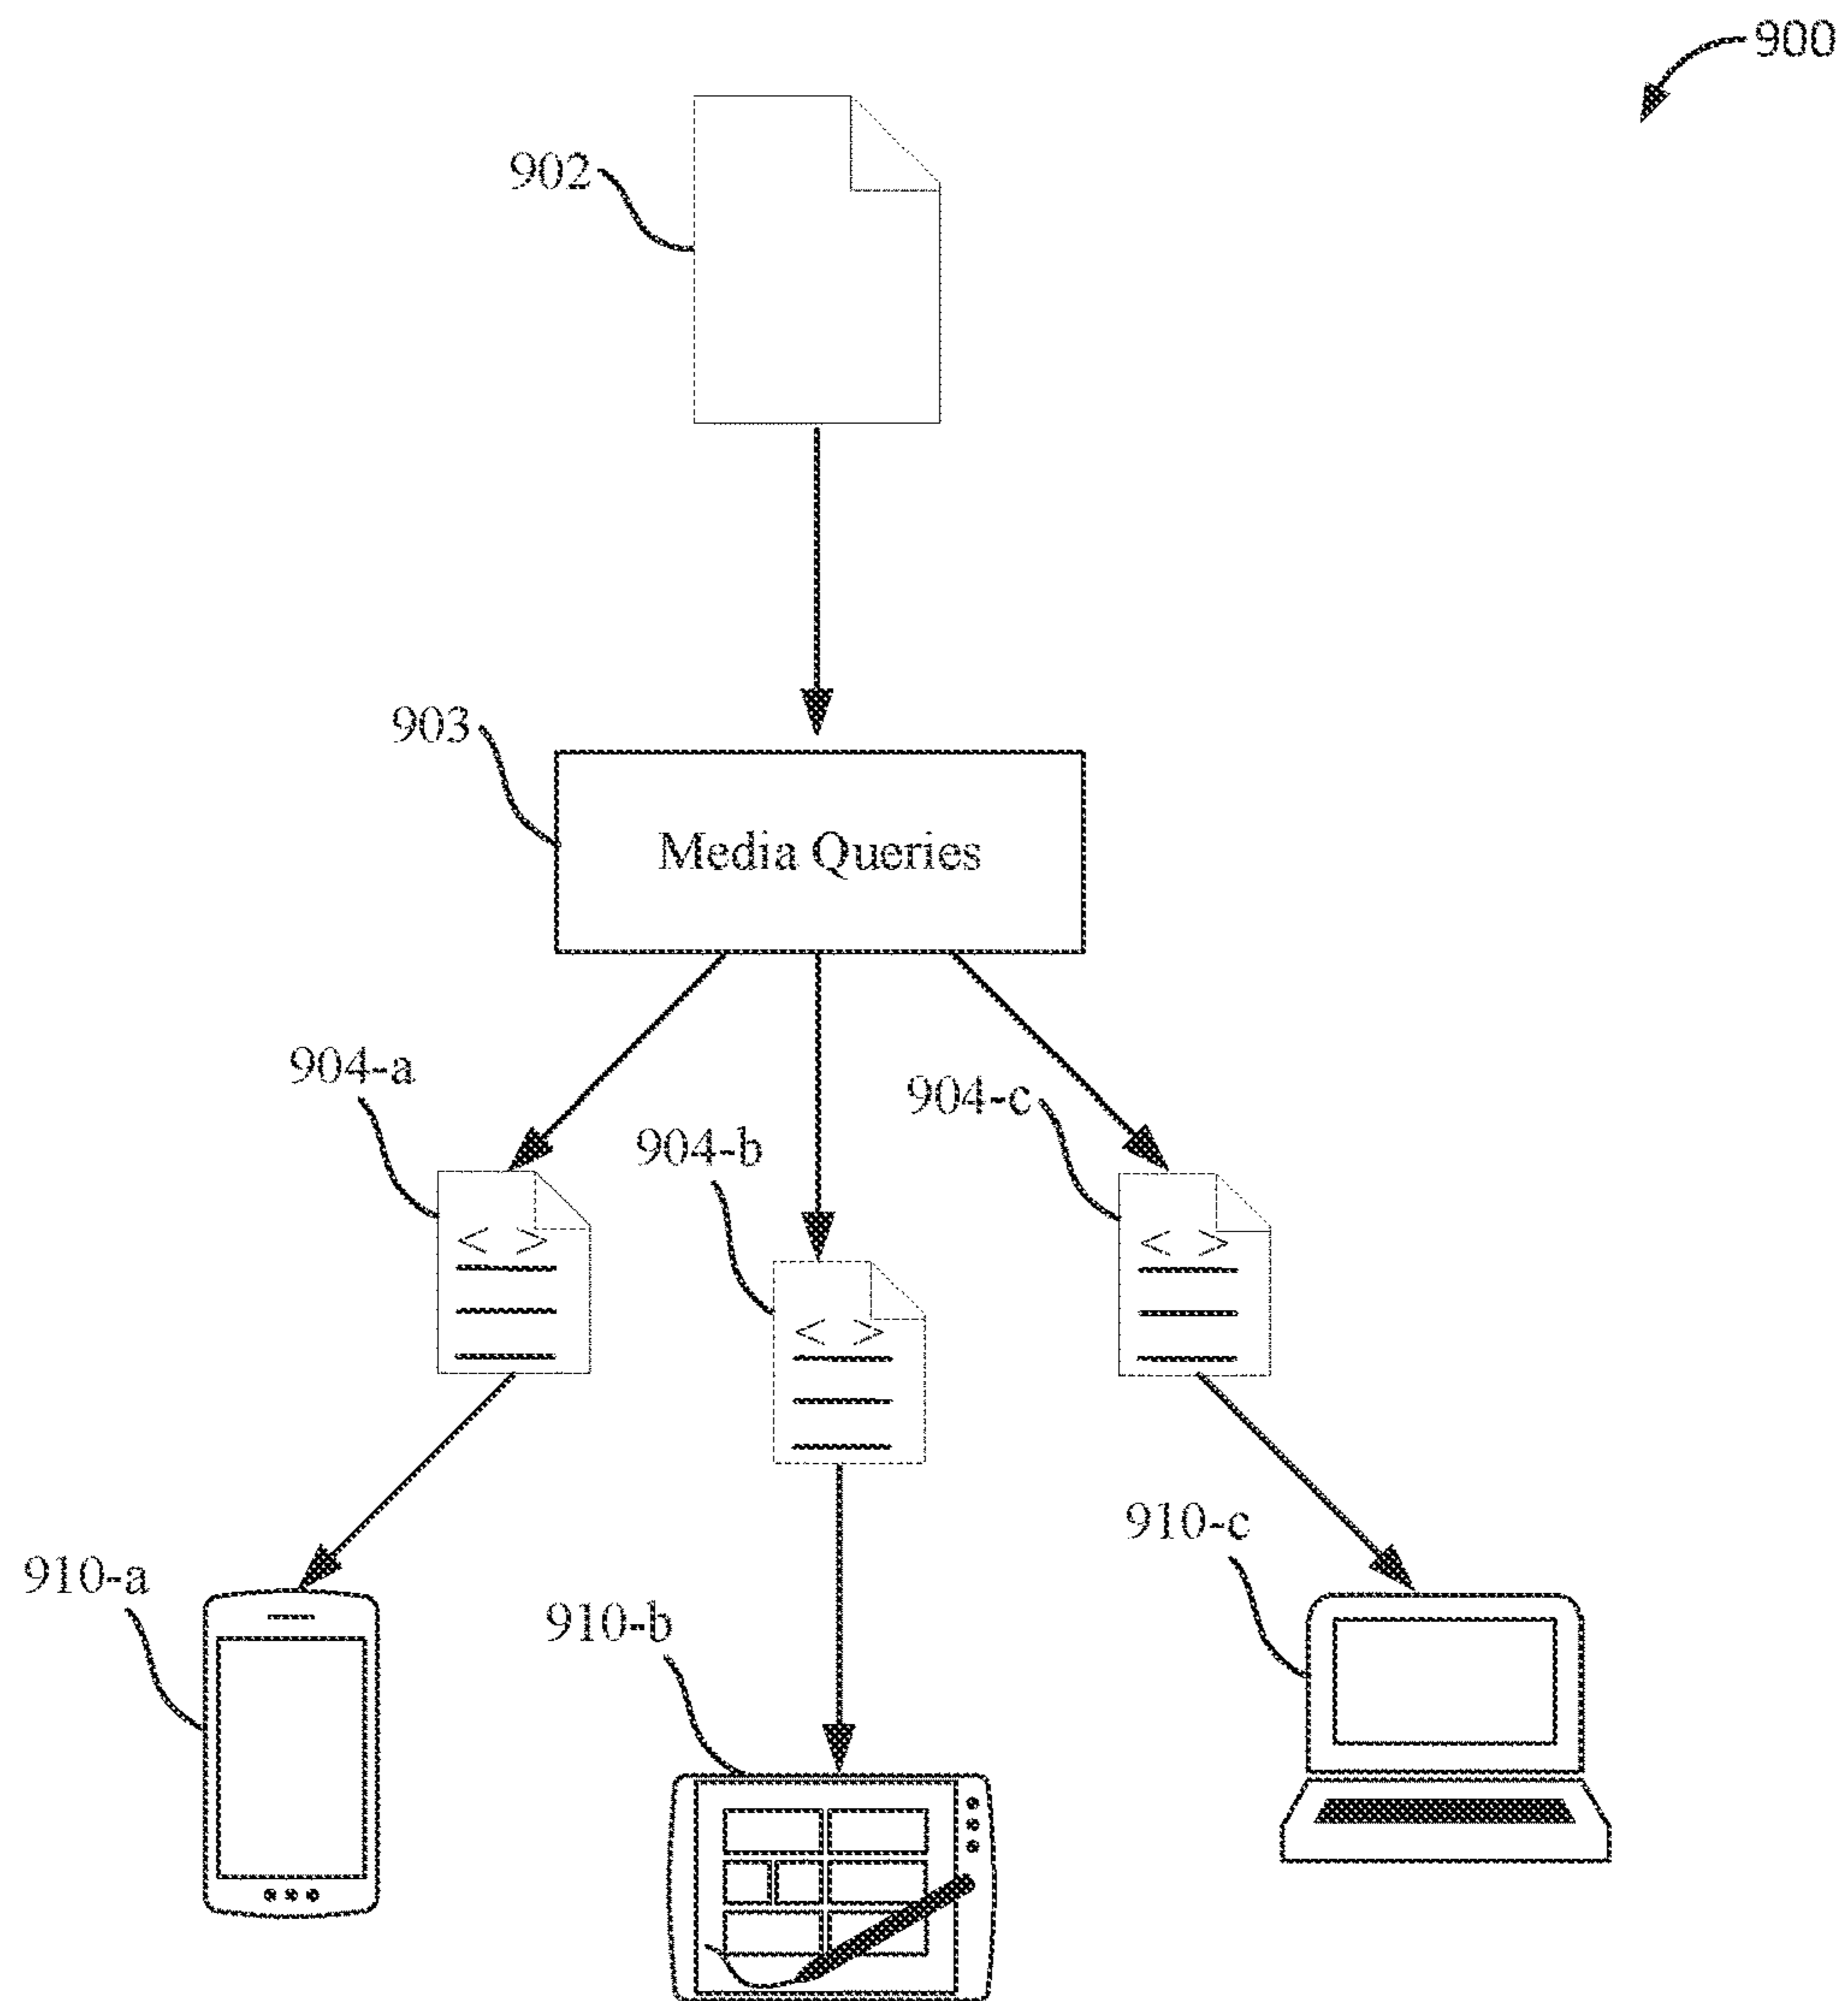 900
902
903
Media Queries
904-a
904-c
904-b
< >
< >
< >
910-c
910-a
910-b